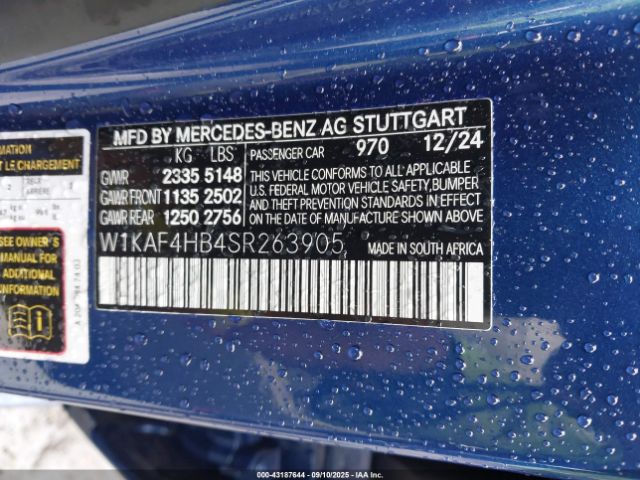 MFD BY MERCEDES-BENZ AG STUTTGART
KG LBS
GVWR 2335 5148
GAWR FRONT 1135 2502
GAWR REAR 1250 2756
PASSENGER CAR 970 12/24
THIS VEHICLE CONFORMS TO ALL APPLICABLE
U.S. FEDERAL MOTOR VEHICLE SAFETY, BUMPER
AND THEFT PREVENTION STANDARDS IN EFFECT
ON THE DATE OF MANUFACTURE SHOWN ABOVE.
W1KAF4HB4SR263905
MADE IN SOUTH AFRICA
LE CHARGEMENT
SEE OWNER'S
MANUAL FOR
ADDITIONAL
INFORMATION
000-43187644 - 09/10/2025 - IAA Inc.